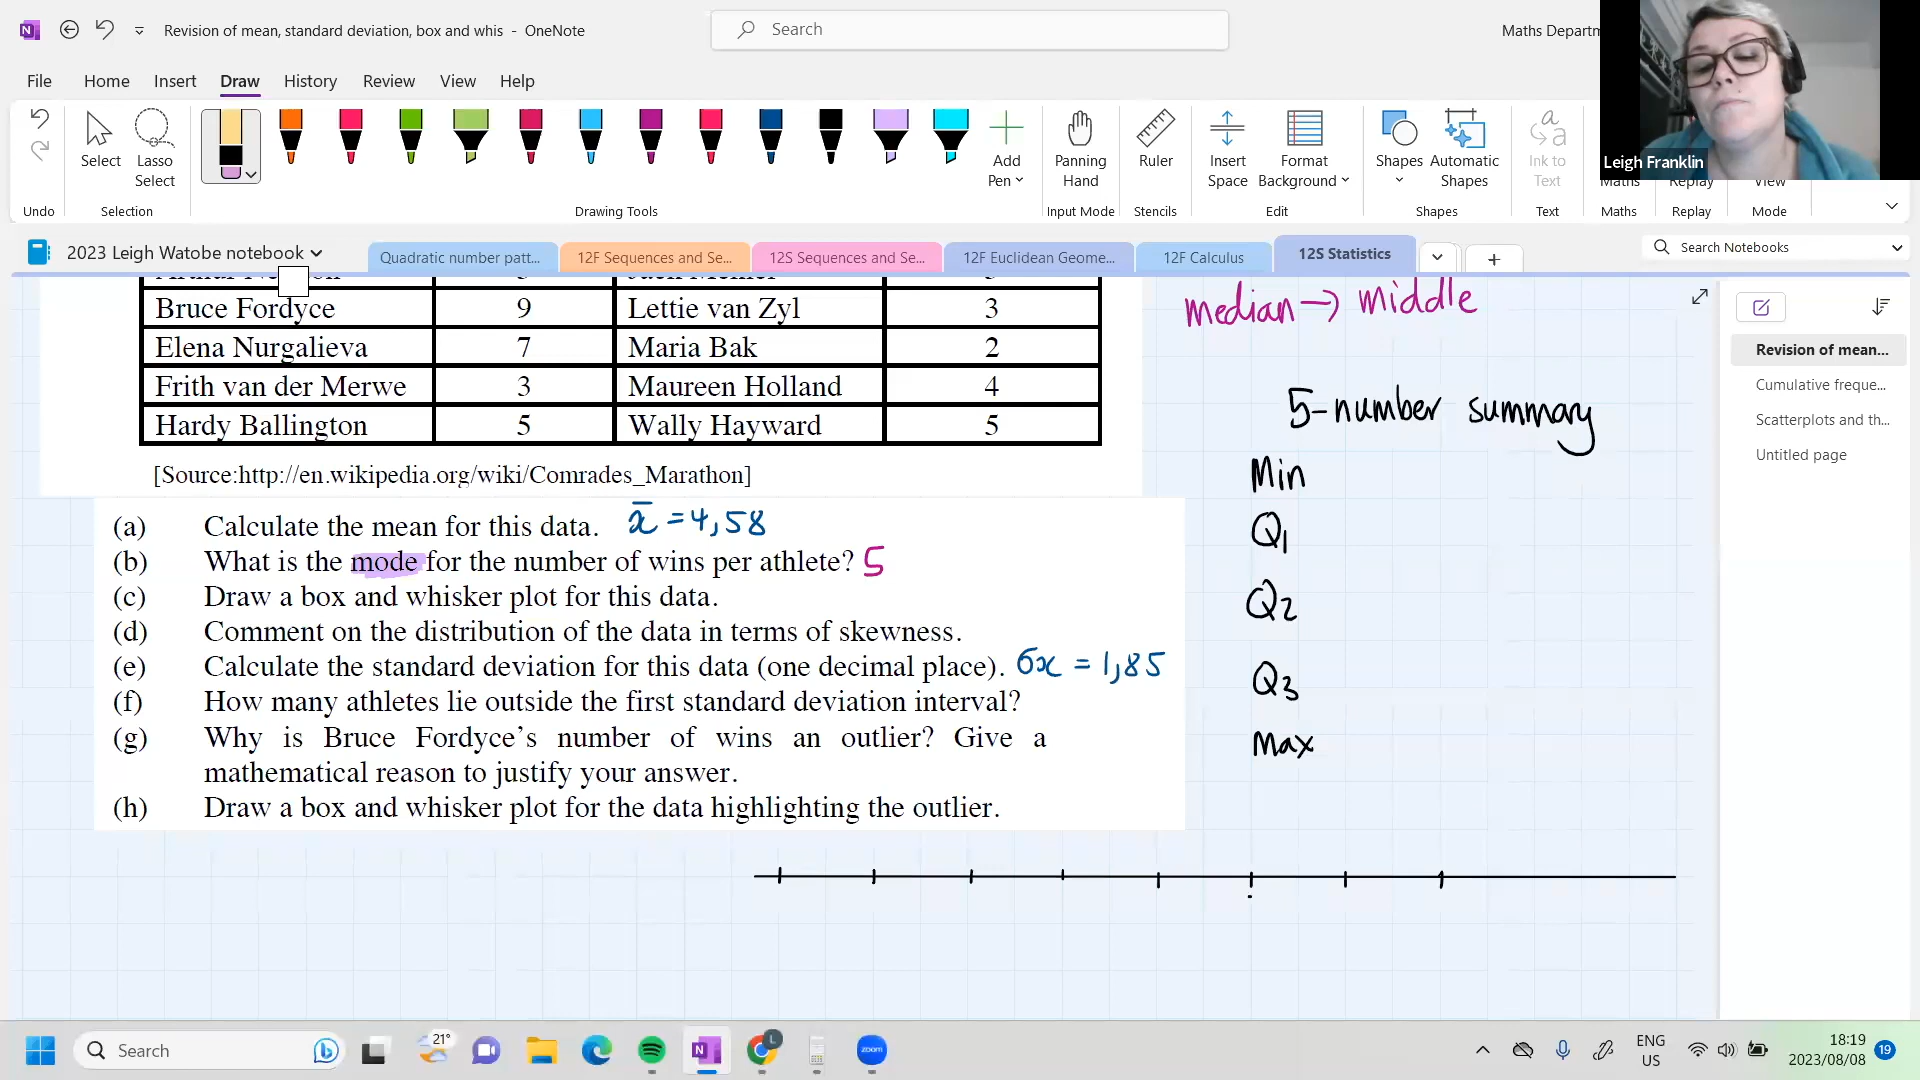 Revision of mean, standard deviation, box and whis - OneNote
Search
Maths Departm
File Home Insert Draw History Review View Help
Select
Lasso Select
Add Pen
Panning Hand
Ruler
Insert Space
Format Background
Shapes
Automatic Shapes
Ink to Text
Maths
Replay
View
Leigh Franklin
Undo Selection Drawing Tools Input Mode Stencils Edit Shapes Text Maths Replay Mode
2023 Leigh Watobe notebook
Quadratic number patt... 12F Sequences and Se... 12S Sequences and Se... 12F Euclidean Geome... 12F Calculus 12S Statistics
Search Notebooks
Bruce Fordyce 9 Lettie van Zyl 3
Elena Nurgalieva 7 Maria Bak 2
Frith van der Merwe 3 Maureen Holland 4
Hardy Ballington 5 Wally Hayward 5
[Source:http://en.wikipedia.org/wiki/Comrades_Marathon]
(a) Calculate the mean for this data. x̄ = 4,58
(b) What is the mode for the number of wins per athlete? 5
(c) Draw a box and whisker plot for this data.
(d) Comment on the distribution of the data in terms of skewness.
(e) Calculate the standard deviation for this data (one decimal place). σx = 1,85
(f) How many athletes lie outside the first standard deviation interval?
(g) Why is Bruce Fordyce’s number of wins an outlier? Give a
mathematical reason to justify your answer.
(h) Draw a box and whisker plot for the data highlighting the outlier.
median → middle
5-number summary
Min
Q1
Q2
Q3
Max
Revision of mean...
Cumulative freque...
Scatterplots and th...
Untitled page
Search
21°
zoom
ENG
US
18:19
2023/08/08
19